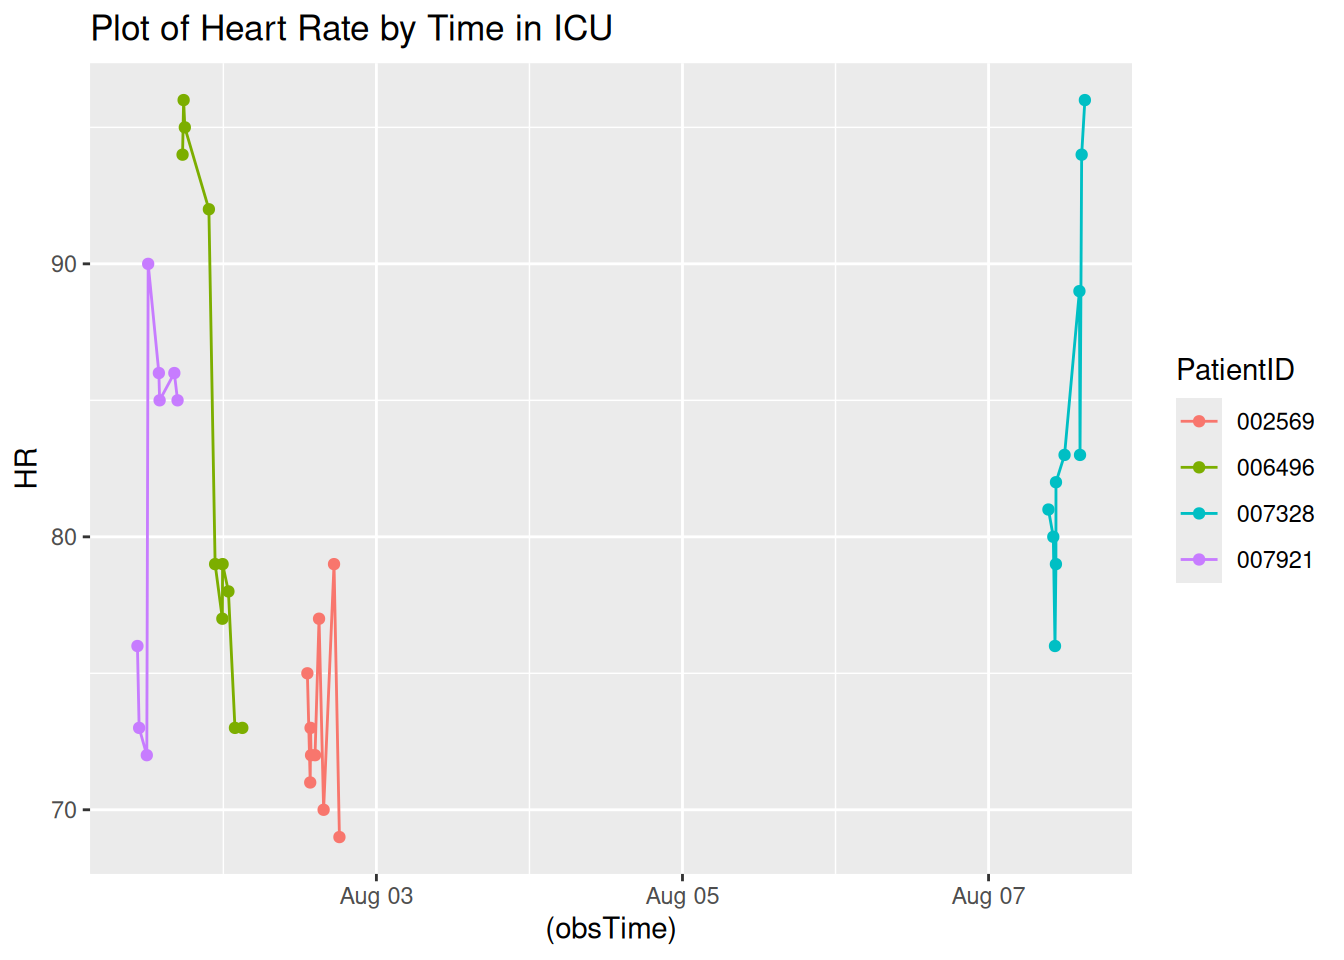 Plot of Heart Rate by Time in ICU
HR
90
80
70
Aug 03
Aug 05
Aug 07
(obsTime)
PatientID
002569
006496
007328
007921